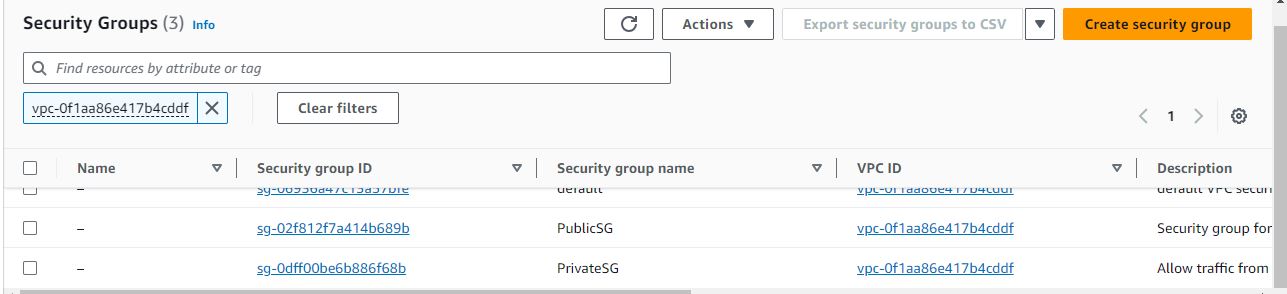 Security Groups (3) Info
Actions
Export security groups to CSV
Create security group
Find resources by attribute or tag
vpc-0f1aa86e417b4cddf
Clear filters
1
Name Security group ID Security group name VPC ID Description
– sg-06936a47c13a57bfe default vpc-0f1aa86e417b4cddf default VPC securi
– sg-02f812f7a414b689b PublicSG vpc-0f1aa86e417b4cddf Security group for
– sg-0dff00be6b886f68b PrivateSG vpc-0f1aa86e417b4cddf Allow traffic from